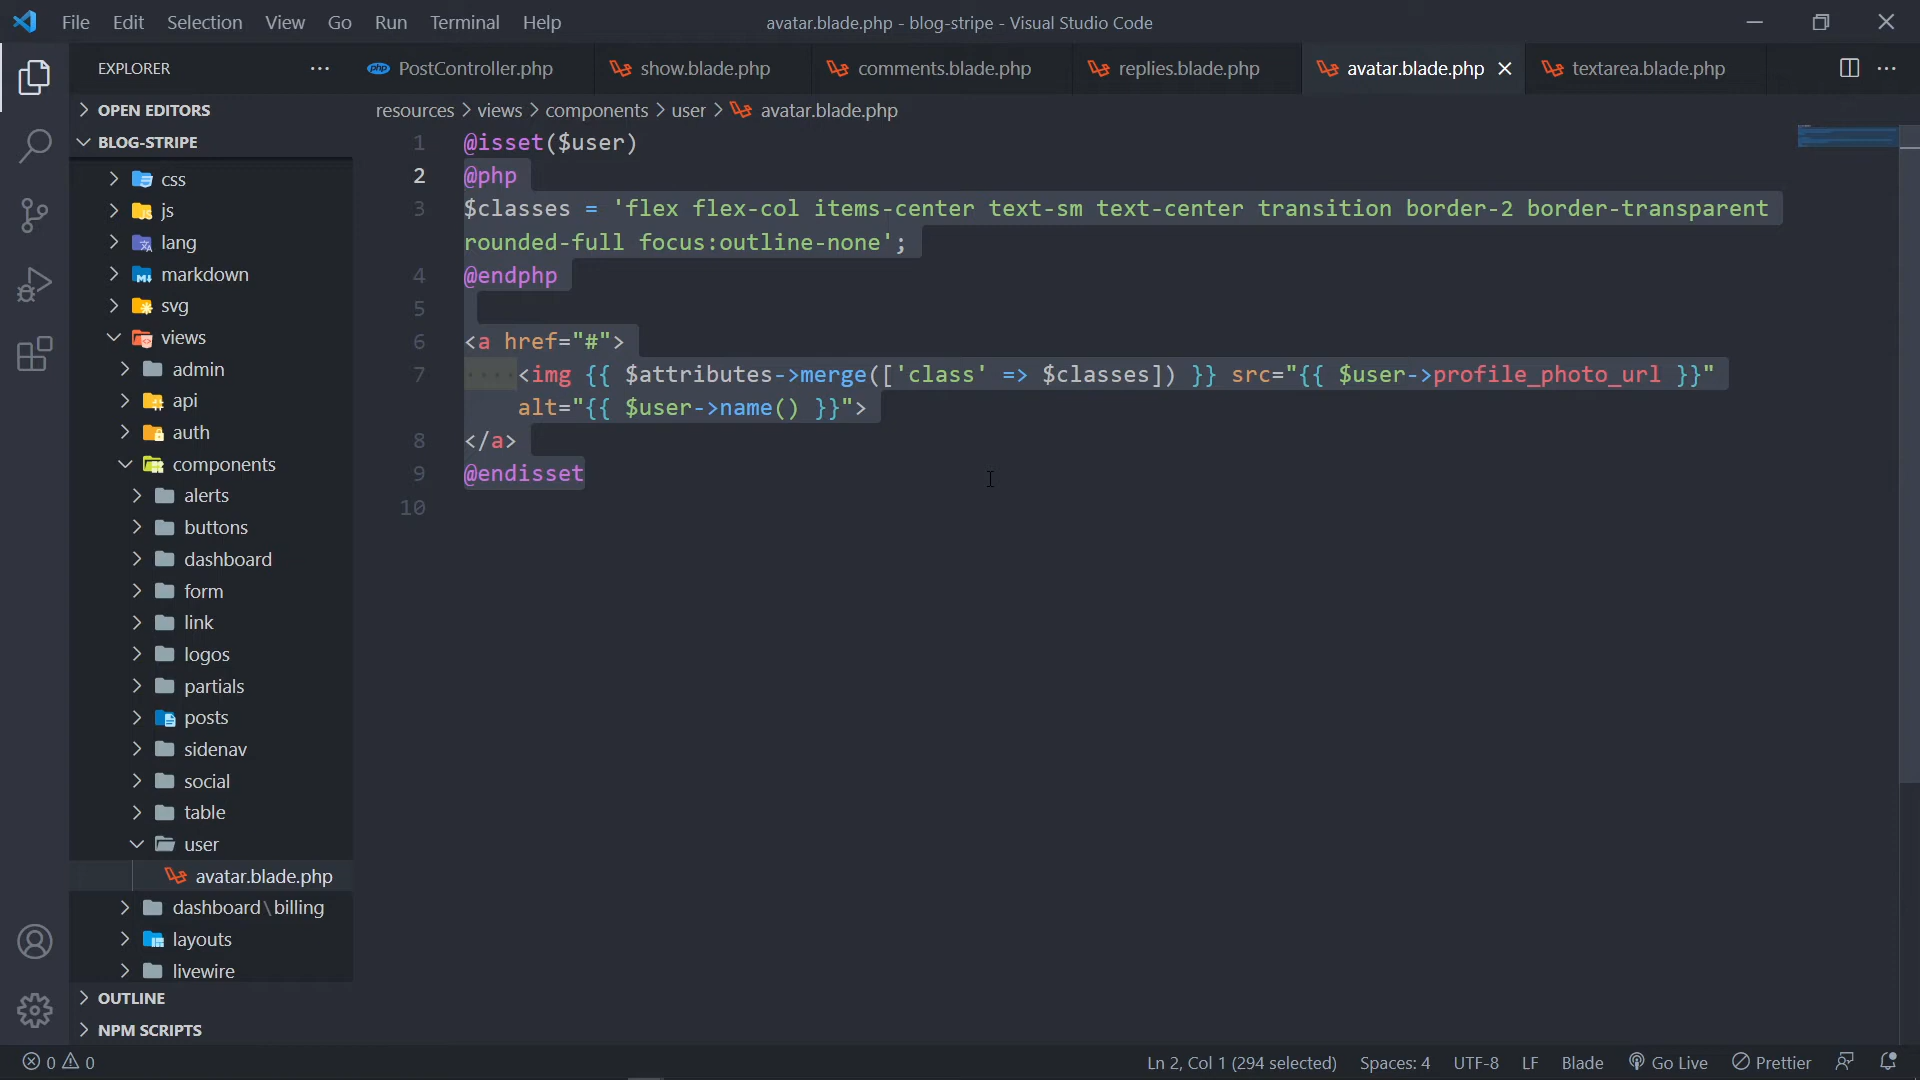 File Edit Selection View Go Run Terminal Help
avatar.blade.php - blog-stripe - Visual Studio Code
EXPLORER
PostController.php
show.blade.php
comments.blade.php
replies.blade.php
avatar.blade.php
textarea.blade.php
OPEN EDITORS
BLOG-STRIPE
css
js
lang
markdown
svg
views
admin
api
auth
components
alerts
buttons
dashboard
form
link
logos
partials
posts
sidenav
social
table
user
avatar.blade.php
dashboard\billing
layouts
livewire
OUTLINE
NPM SCRIPTS
resources > views > components > user > avatar.blade.php
1 @isset($user)
2 @php
3 $classes = 'flex flex-col items-center text-sm text-center transition border-2 border-transparent
rounded-full focus:outline-none';
4 @endphp
5
6 <a href="#">
7 ····<img {{ $attributes->merge(['class' => $classes]) }} src="{{ $user->profile_photo_url }}"
alt="{{ $user->name() }}">
8 </a>
9 @endisset
10
0 0
Ln 2, Col 1 (294 selected) Spaces: 4 UTF-8 LF Blade Go Live Prettier